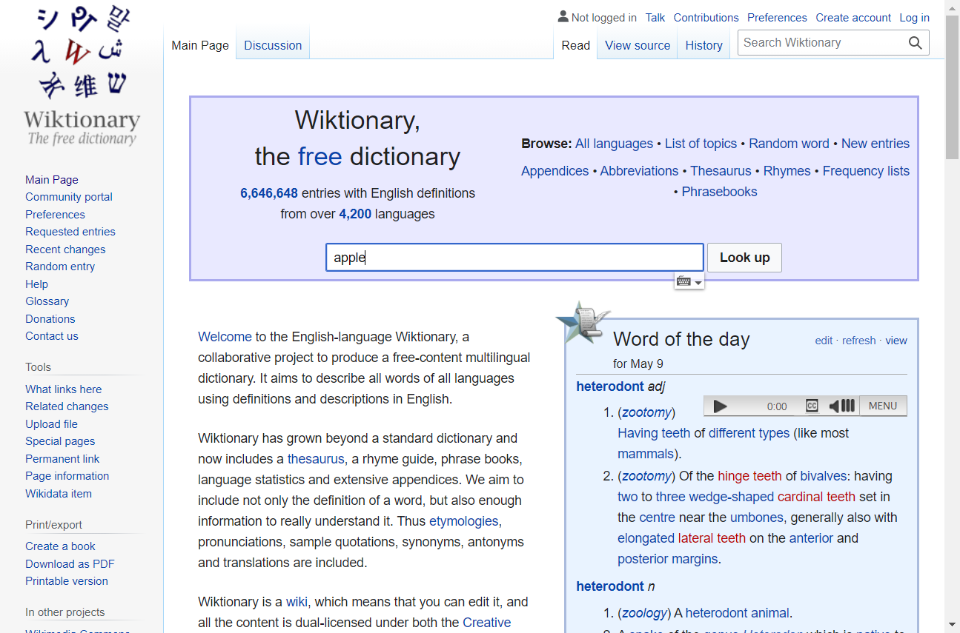 Wiktionary
The free dictionary
Main Page
Community portal
Preferences
Requested entries
Recent changes
Random entry
Help
Glossary
Donations
Contact us
Tools
What links here
Related changes
Upload file
Special pages
Permanent link
Page information
Wikidata item
Print/export
Create a book
Download as PDF
Printable version
In other projects
Wikimedia Commons
Not logged in Talk Contributions Preferences Create account Log in
Main Page Discussion Read View source History Search Wiktionary
Wiktionary,
the free dictionary
6,646,648 entries with English definitions
from over 4,200 languages
Browse: All languages • List of topics • Random word • New entries
Appendices • Abbreviations • Thesaurus • Rhymes • Frequency lists
• Phrasebooks
apple Look up
Welcome to the English-language Wiktionary, a
collaborative project to produce a free-content multilingual
dictionary. It aims to describe all words of all languages
using definitions and descriptions in English.
Wiktionary has grown beyond a standard dictionary and
now includes a thesaurus, a rhyme guide, phrase books,
language statistics and extensive appendices. We aim to
include not only the definition of a word, but also enough
information to really understand it. Thus etymologies,
pronunciations, sample quotations, synonyms, antonyms
and translations are included.
Wiktionary is a wiki, which means that you can edit it, and
all the content is dual-licensed under both the Creative
Word of the day edit · refresh · view
for May 9
heterodont adj
0:00 CC MENU
1. (zootomy)
Having teeth of different types (like most
mammals).
2. (zootomy) Of the hinge teeth of bivalves: having
two to three wedge-shaped cardinal teeth set in
the centre near the umbones, generally also with
elongated lateral teeth on the anterior and
posterior margins.
heterodont n
1. (zoology) A heterodont animal.